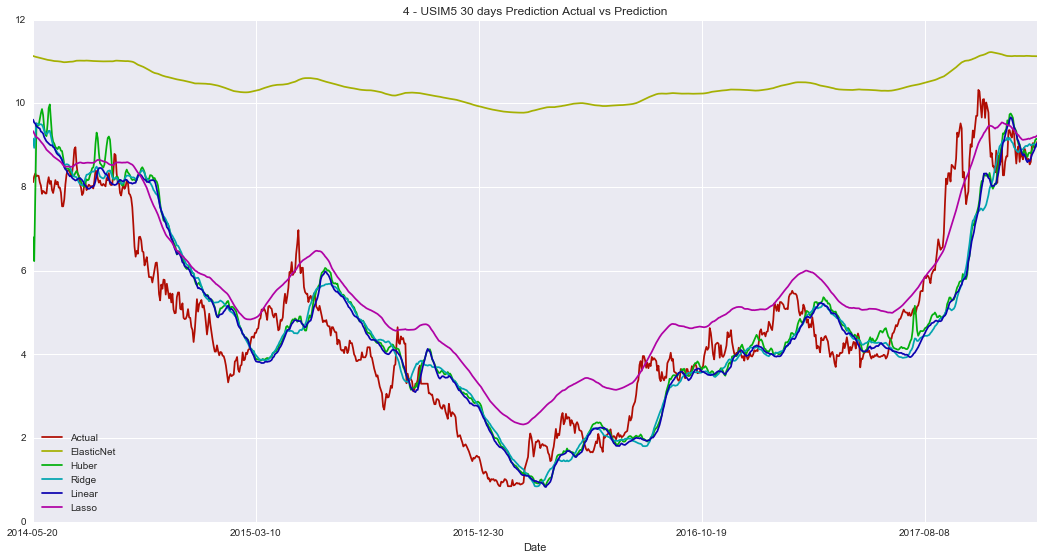 4 - USIM5 30 days Prediction Actual vs Prediction
12
10
8
6
4
2
0
Actual
ElasticNet
Huber
Ridge
Linear
Lasso
2014-05-20 2015-03-10 2015-12-30 2016-10-19 2017-08-08
Date